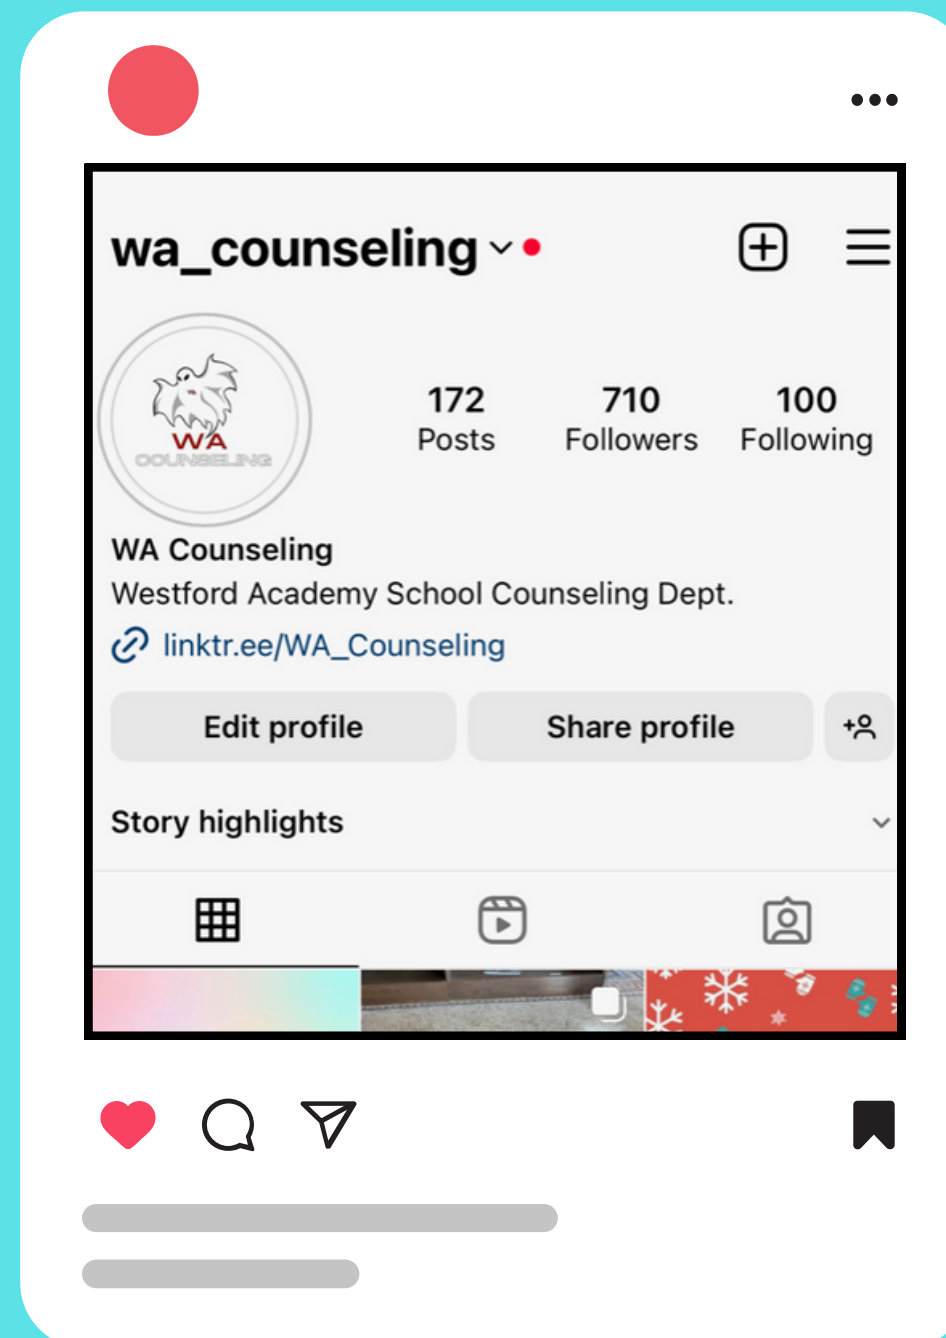 wa_counseling
172 710 100
Posts Followers Following
WA
COUNSELING
WA Counseling
Westford Academy School Counseling Dept.
linktr.ee/WA_Counseling
Edit profile Share profile
Story highlights